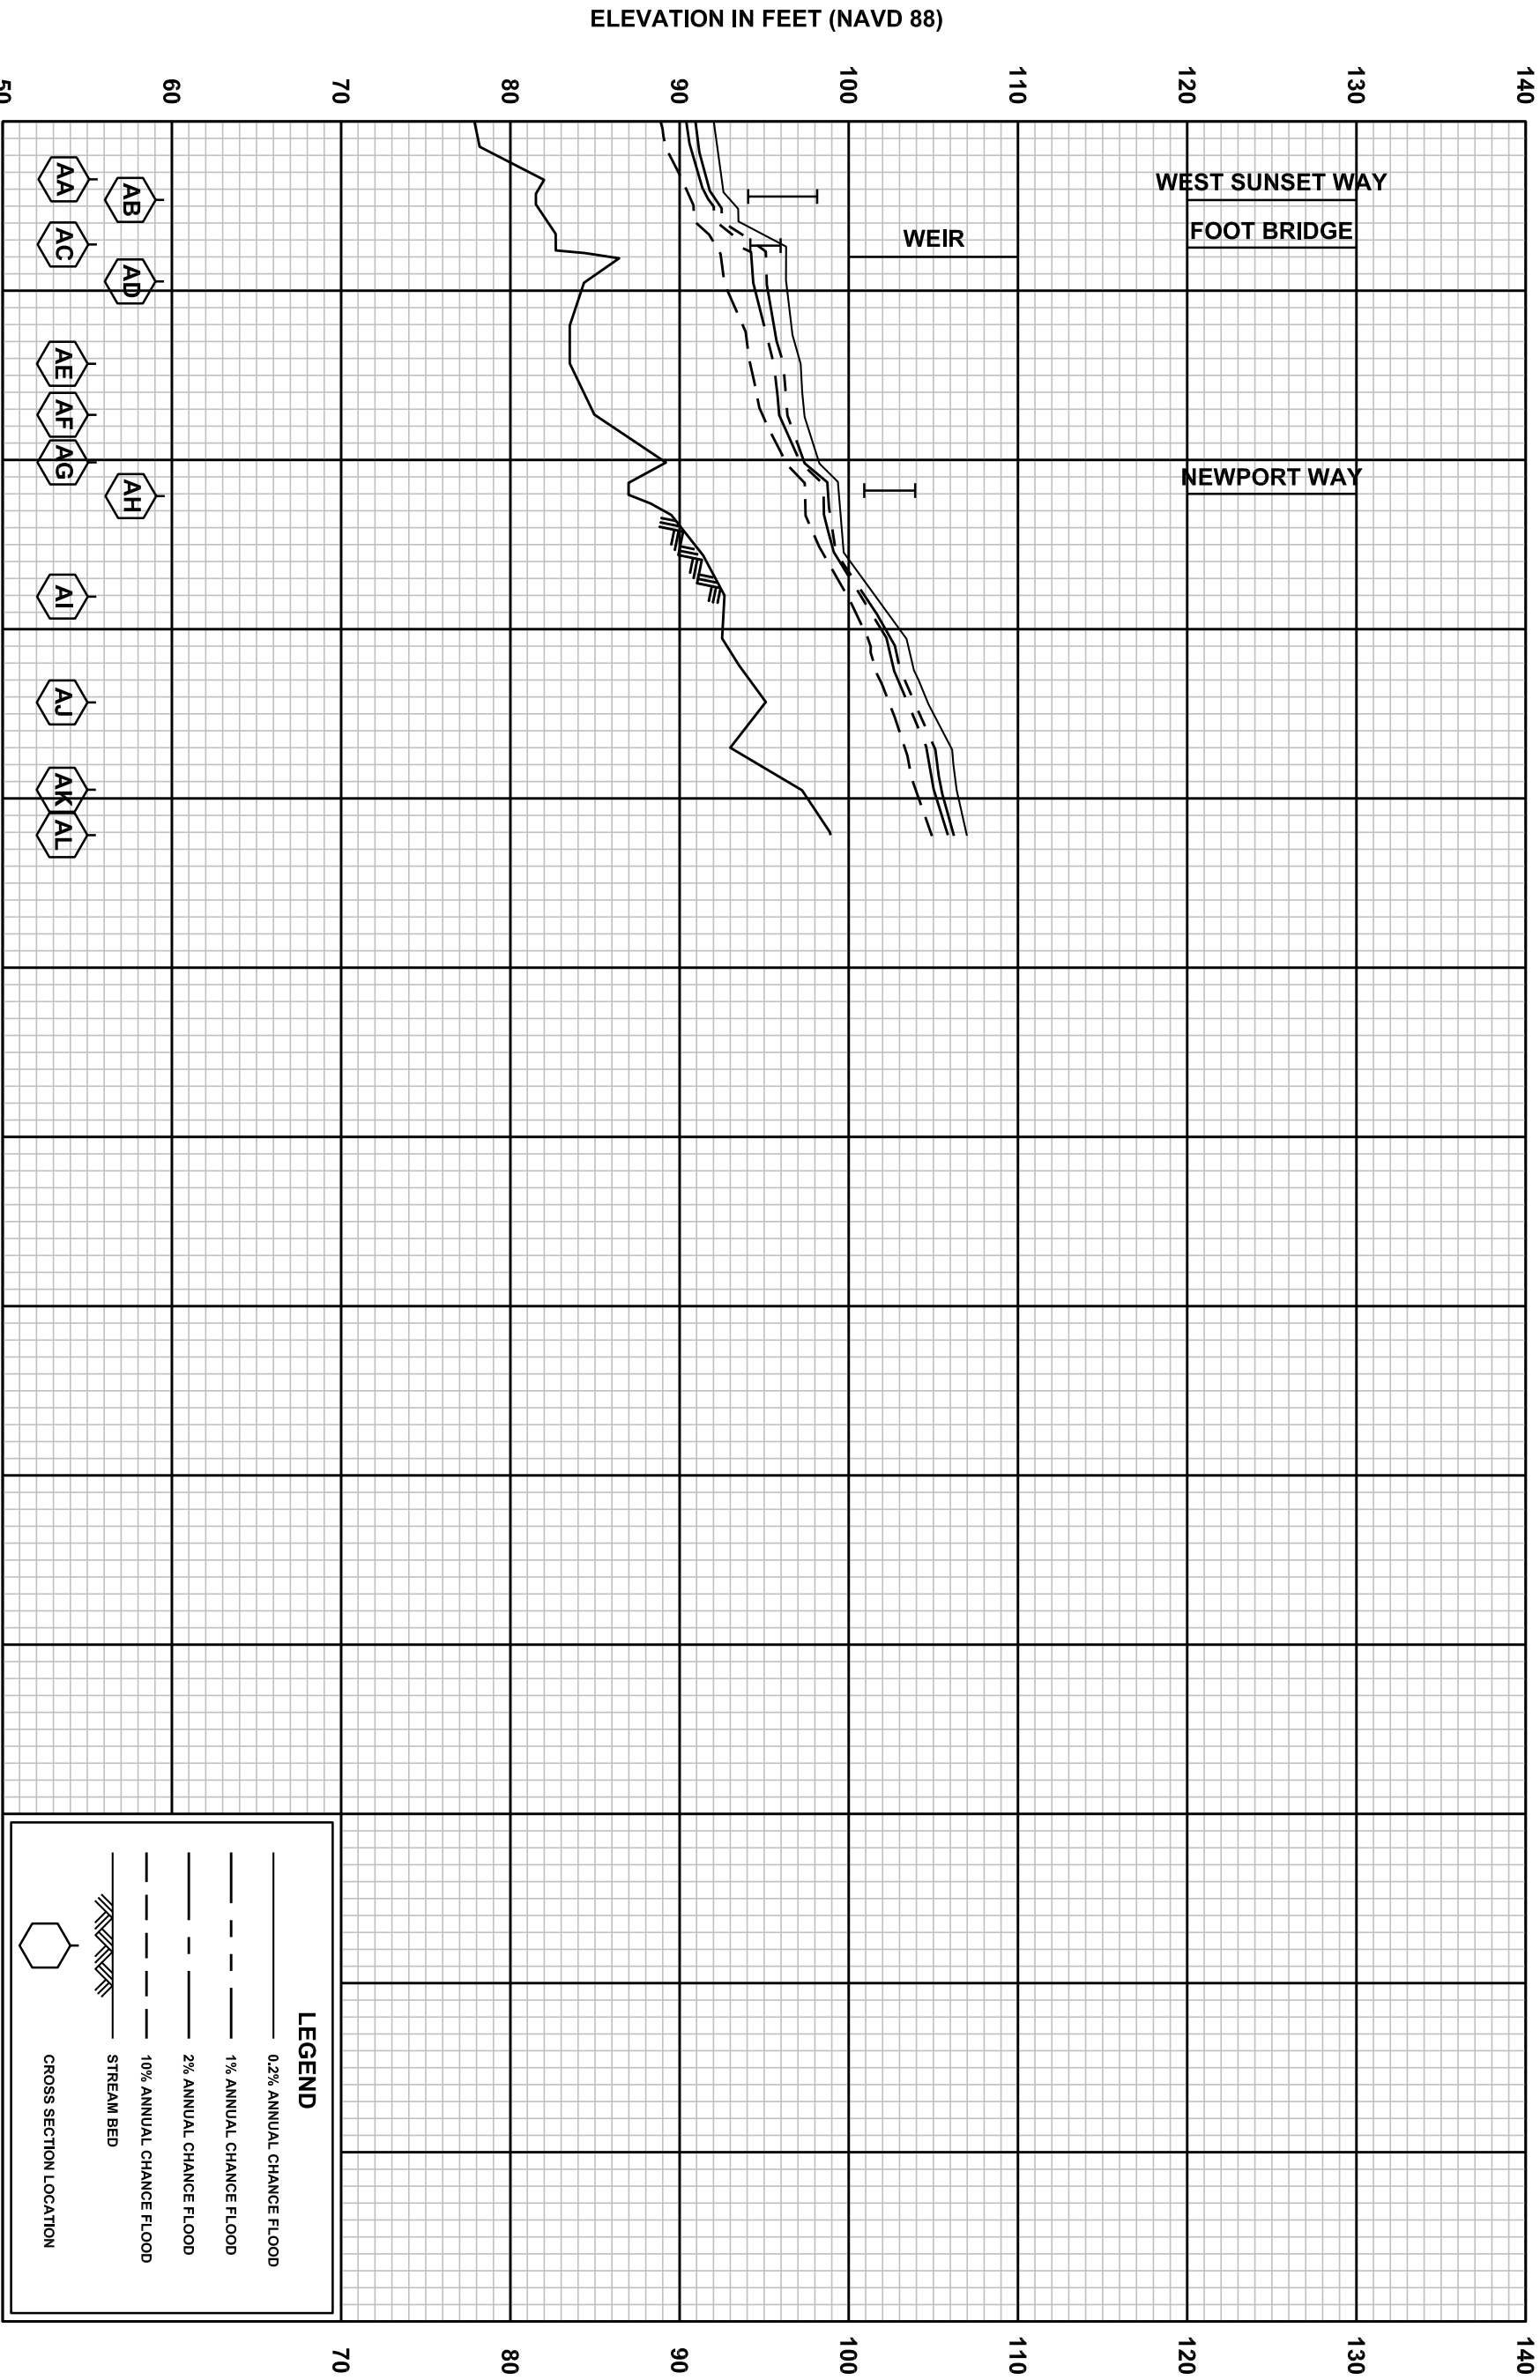 ELEVATION IN FEET (NAVD 88)
50
60
70
80
90
100
110
120
130
140
WEST SUNSET WAY
FOOT BRIDGE
WEIR
NEWPORT WAY
AA
AB
AC
AD
AE
AF
AG
AH
AI
AJ
AK
AL
LEGEND
0.2% ANNUAL CHANCE FLOOD
1% ANNUAL CHANCE FLOOD
2% ANNUAL CHANCE FLOOD
10% ANNUAL CHANCE FLOOD
STREAM BED
CROSS SECTION LOCATION
70
80
90
100
110
120
130
140